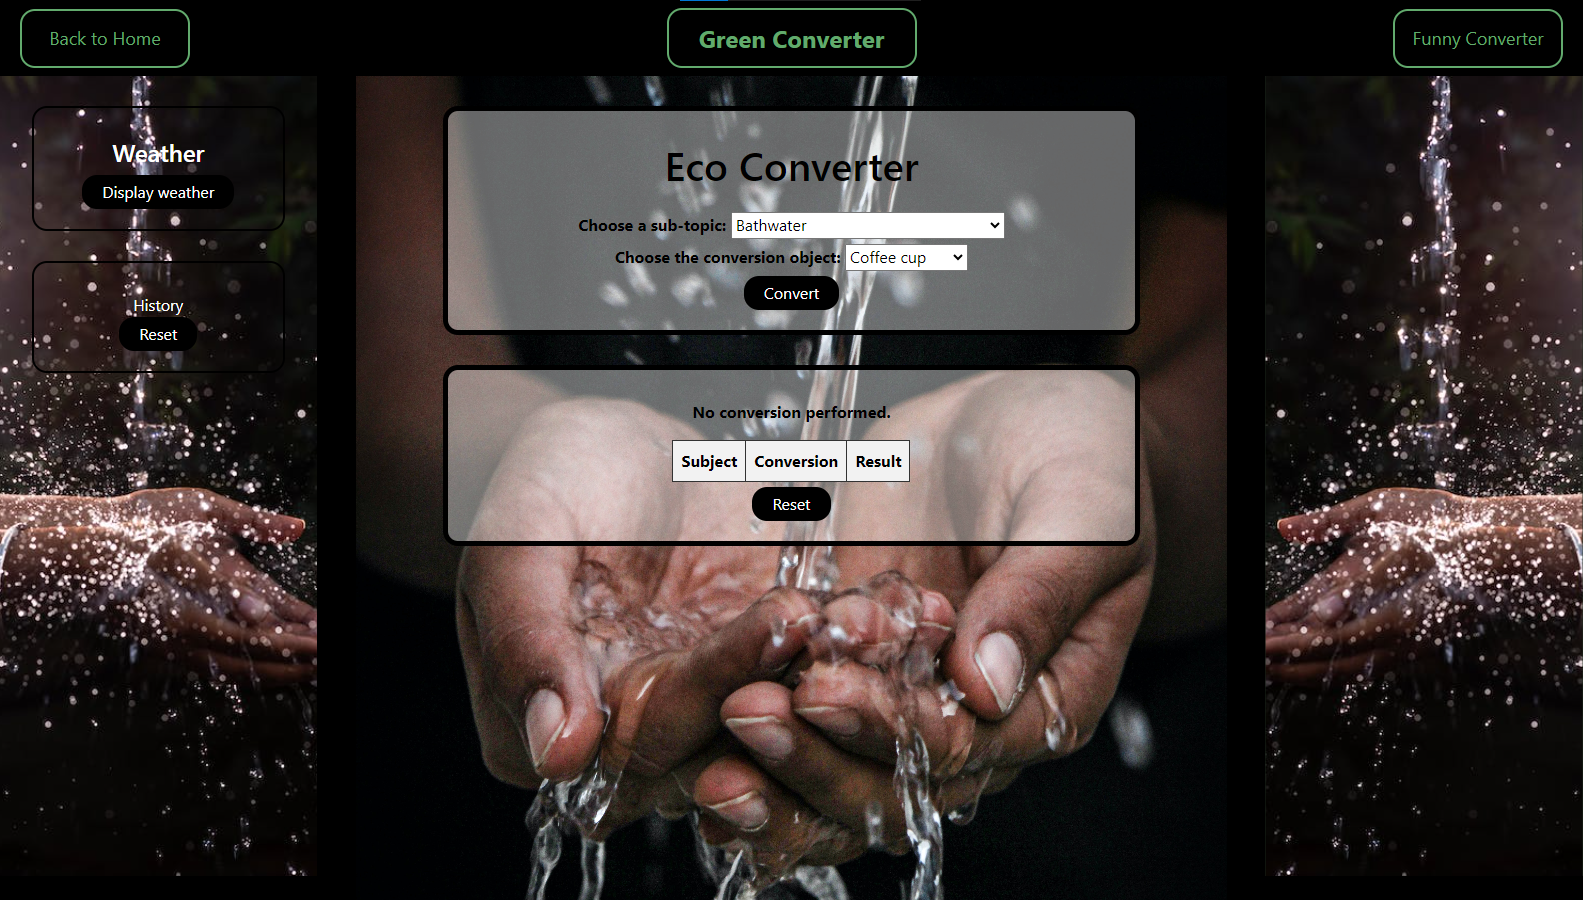 Back to Home
Green Converter
Funny Converter
Weather
Display weather
History
Reset
Eco Converter
Choose a sub-topic: Bathwater
Choose the conversion object: Coffee cup
Convert
No conversion performed.
Subject Conversion Result
Reset